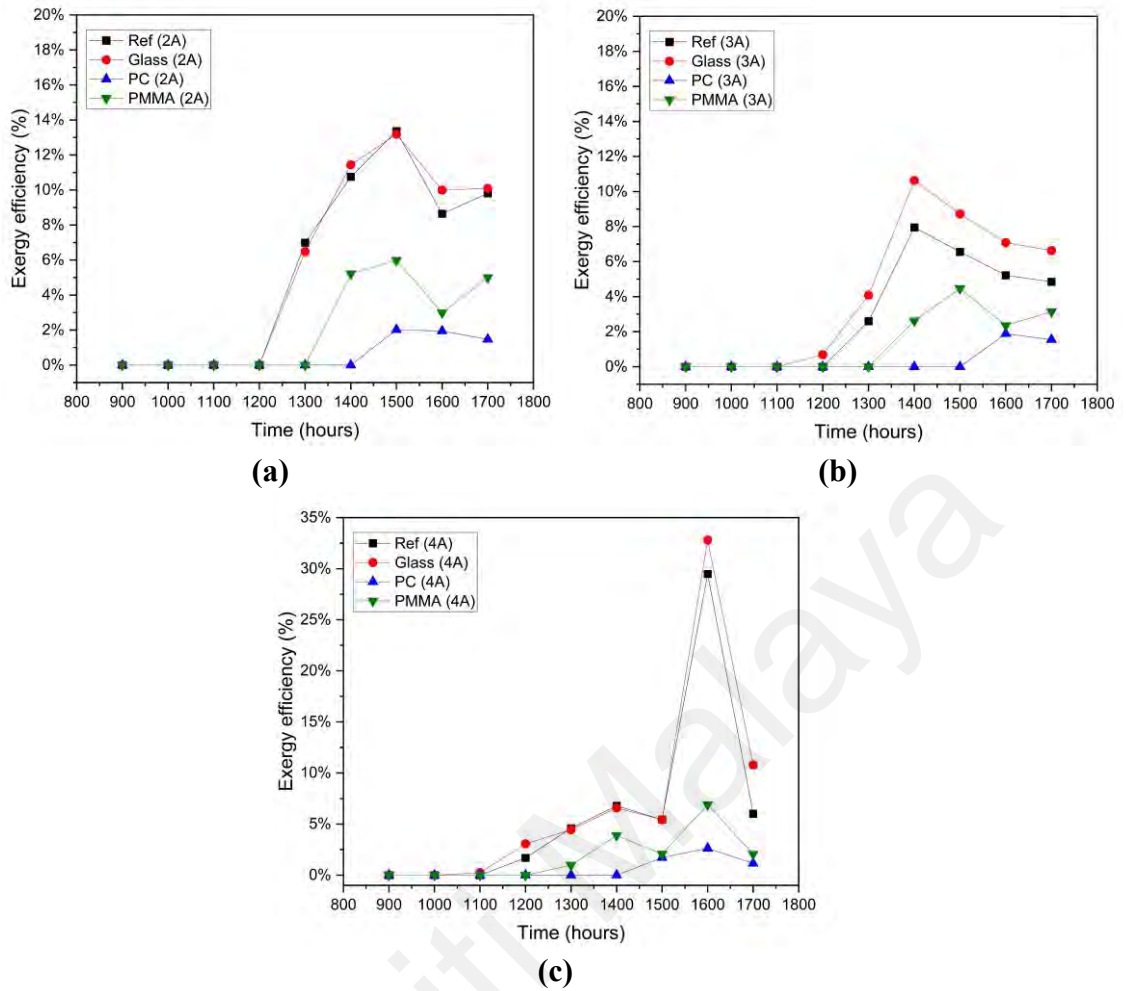 20%
18%
16%
14%
12%
10%
8%
6%
4%
2%
0%
Exergy efficiency (%)
Ref (2A)
Glass (2A)
PC (2A)
PMMA (2A)
800 900 1000 1100 1200 1300 1400 1500 1600 1700 1800
Time (hours)
(a)
20%
18%
16%
14%
12%
10%
8%
6%
4%
2%
0%
Exergy efficiency (%)
Ref (3A)
Glass (3A)
PC (3A)
PMMA (3A)
800 900 1000 1100 1200 1300 1400 1500 1600 1700 1800
Time (hours)
(b)
35%
30%
25%
20%
15%
10%
5%
0%
Exergy efficiency (%)
Ref (4A)
Glass (4A)
PC (4A)
PMMA (4A)
800 900 1000 1100 1200 1300 1400 1500 1600 1700 1800
Time (hours)
(c)
iti Malaya